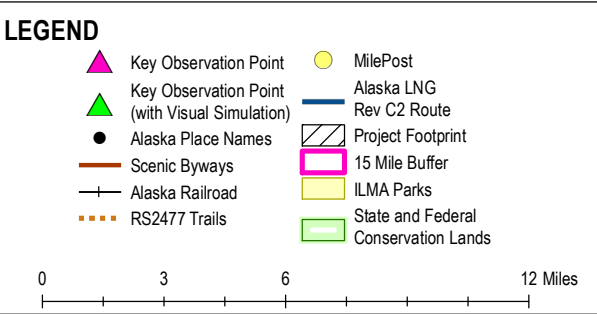 LEGEND
Key Observation Point
Key Observation Point
(with Visual Simulation)
Alaska Place Names
Scenic Byways
Alaska Railroad
RS2477 Trails
MilePost
Alaska LNG
Rev C2 Route
Project Footprint
15 Mile Buffer
ILMA Parks
State and Federal
Conservation Lands
0 3 6 12 Miles